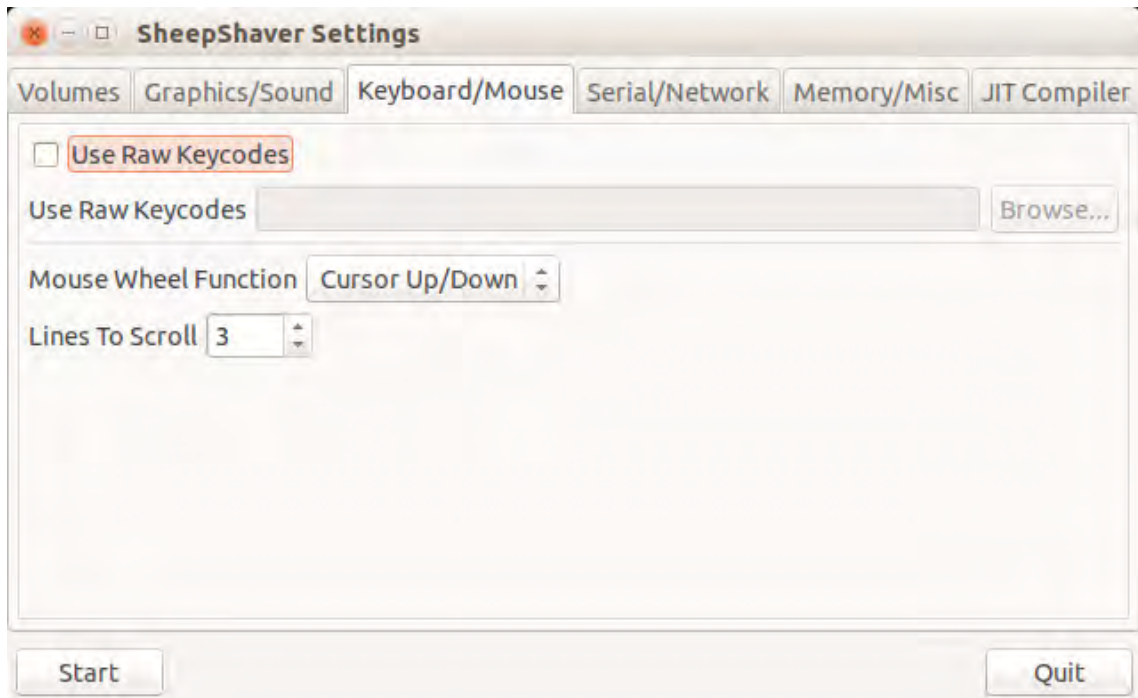 SheepShaver Settings
Volumes Graphics/Sound Keyboard/Mouse Serial/Network Memory/Misc JIT Compiler
Use Raw Keycodes
Use Raw Keycodes Browse...
Mouse Wheel Function Cursor Up/Down
Lines To Scroll 3
Start Quit